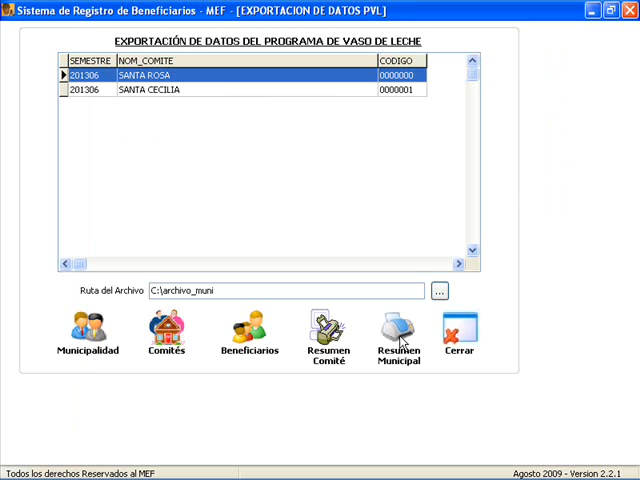 Sistema de Registro de Beneficiarios - MEF - [EXPORTACION DE DATOS PVL]
EXPORTACIÓN DE DATOS DEL PROGRAMA DE VASO DE LECHE
SEMESTRE NOM_COMITE CODIGO
201306 SANTA ROSA 0000000
201306 SANTA CECILIA 0000001
Ruta del Archivo C:\archivo_muni ...
Municipalidad Comités Beneficiarios Resumen Comité Resumen Municipal Cerrar
Todos los derechos Reservados al MEF Agosto 2009 - Version 2.2.1